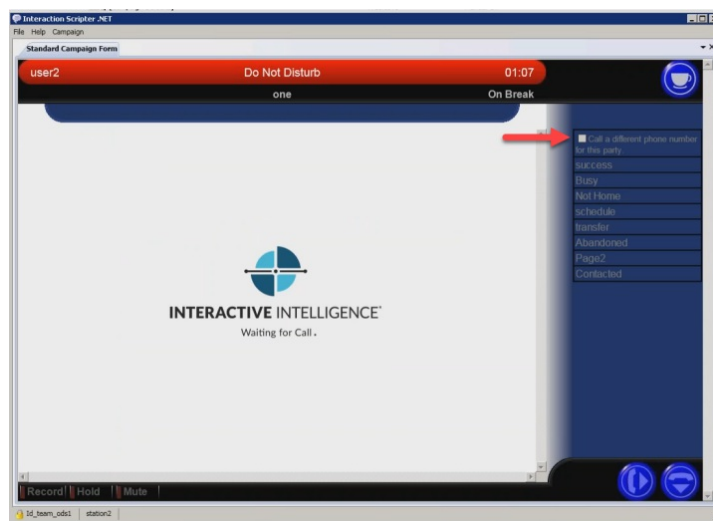 Interaction Scripter .NET
File Help Campaign
Standard Campaign Form
user2 Do Not Disturb 01:07
one On Break
Call a different phone number
for this party
success
Busy
Not Home
schedule
transfer
Abandoned
Page2
Contacted
INTERACTIVE INTELLIGENCE
Waiting for Call.
Record Hold Mute
Id_team_ods1 station2